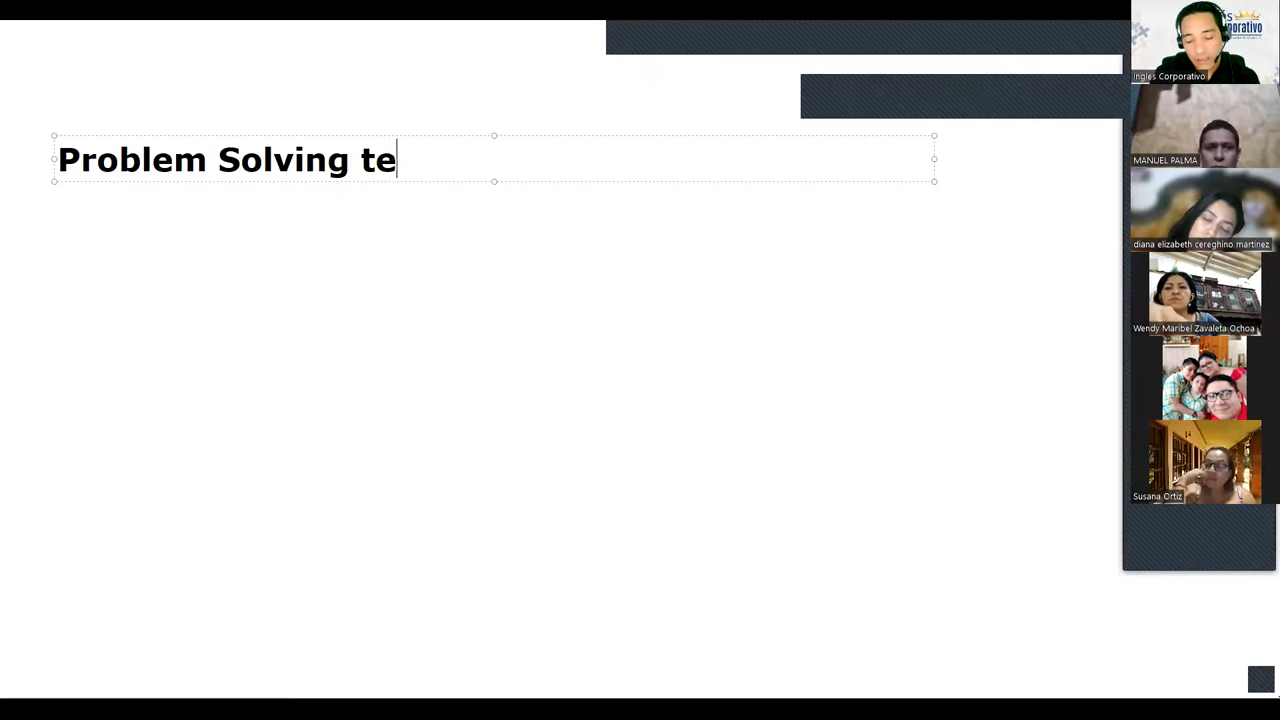 Problem Solving te
Ingles Corporativo
MANUEL PALMA
diana elizabeth cereghino martinez
Wendy Maribel Zavaleta Ochoa
Susana Ortiz